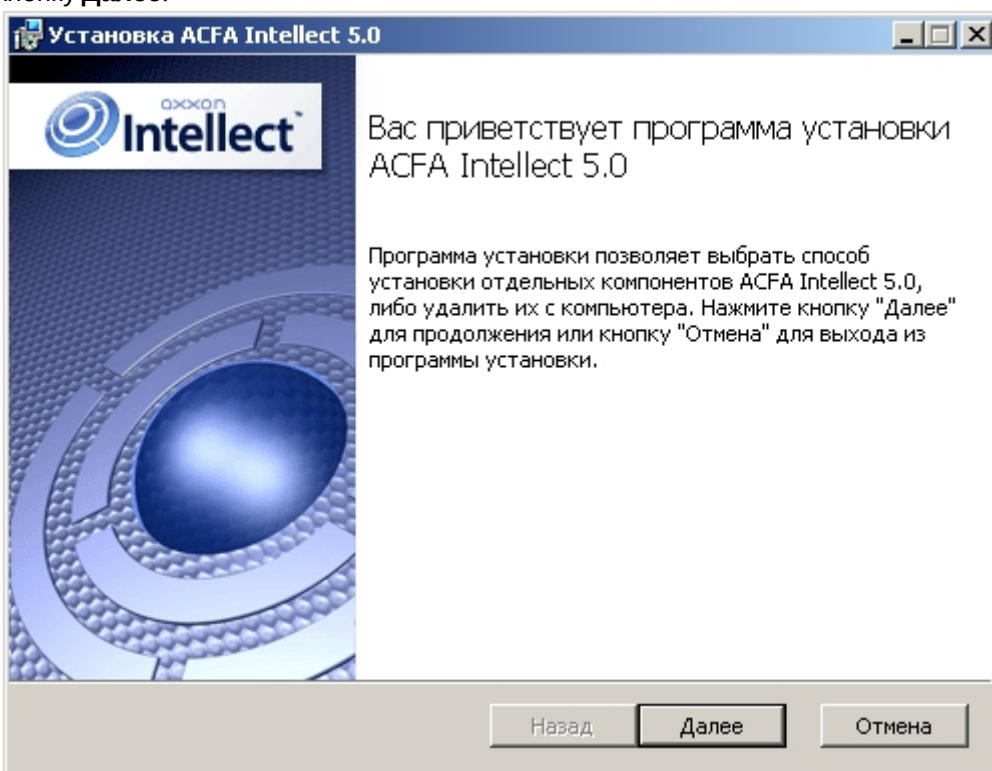 Установка ACFA Intellect 5.0
axxon
Intellect™
Вас приветствует программа установки
ACFA Intellect 5.0
Программа установки позволяет выбрать способ
установки отдельных компонентов ACFA Intellect 5.0,
либо удалить их с компьютера. Нажмите кнопку "Далее"
для продолжения или кнопку "Отмена" для выхода из
программы установки.
Назад
Далее
Отмена